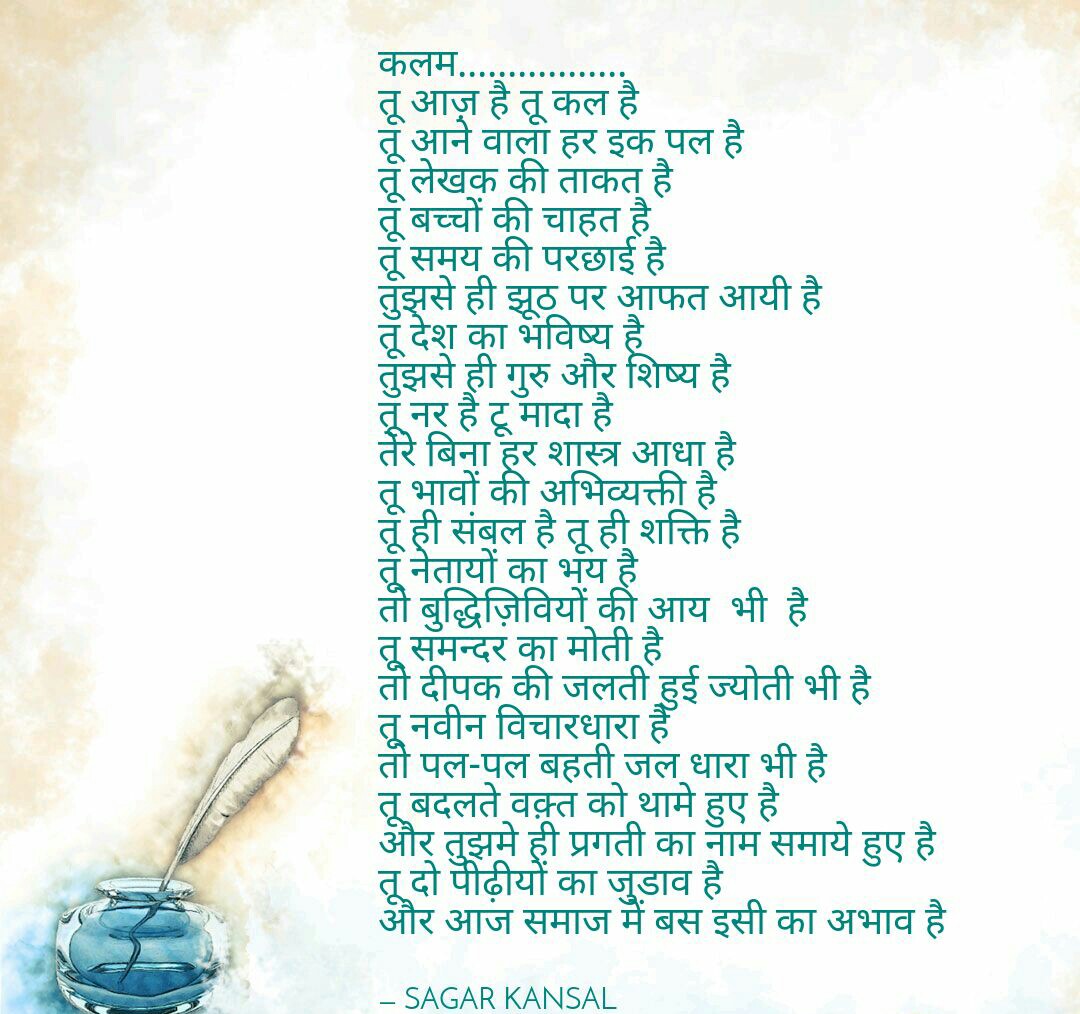 कलम.................
तू आज़ है तू कल है
तू आने वाला हर इक पल है
तू लेखक की ताकत है
तू बच्चों की चाहत है
तू समय की परछाई है
तुझसे ही झूठ पर आफत आयी है
तू देश का भविष्य है
तुझसे ही गुरु और शिष्य है
तू नर है टू मादा है
तेरे बिना हर शास्त्र आधा है
तू भावों की अभिव्यक्ती है
तू ही संबल है तू ही शक्ति है
तू नेतायों का भय है
तो बुद्धिज़िवियों की आय  भी  है
तू समन्दर का मोती है
तो दीपक की जलती हुई ज्योती भी है
तू नवीन विचारधारा है
तो पल-पल बहती जल धारा भी है
तू बदलते वक़्त को थामे हुए है
और तुझमे ही प्रगती का नाम समाये हुए है
तू दो पीढ़ीयों का जुडाव है
और आज समाज में बस इसी का अभाव है
– SAGAR KANSAL